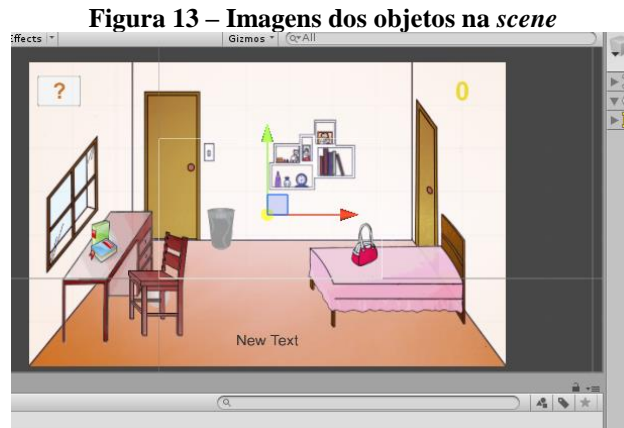 Figura 13 – Imagens dos objetos na scene
Effects
Gizmos
All
?
0
New Text